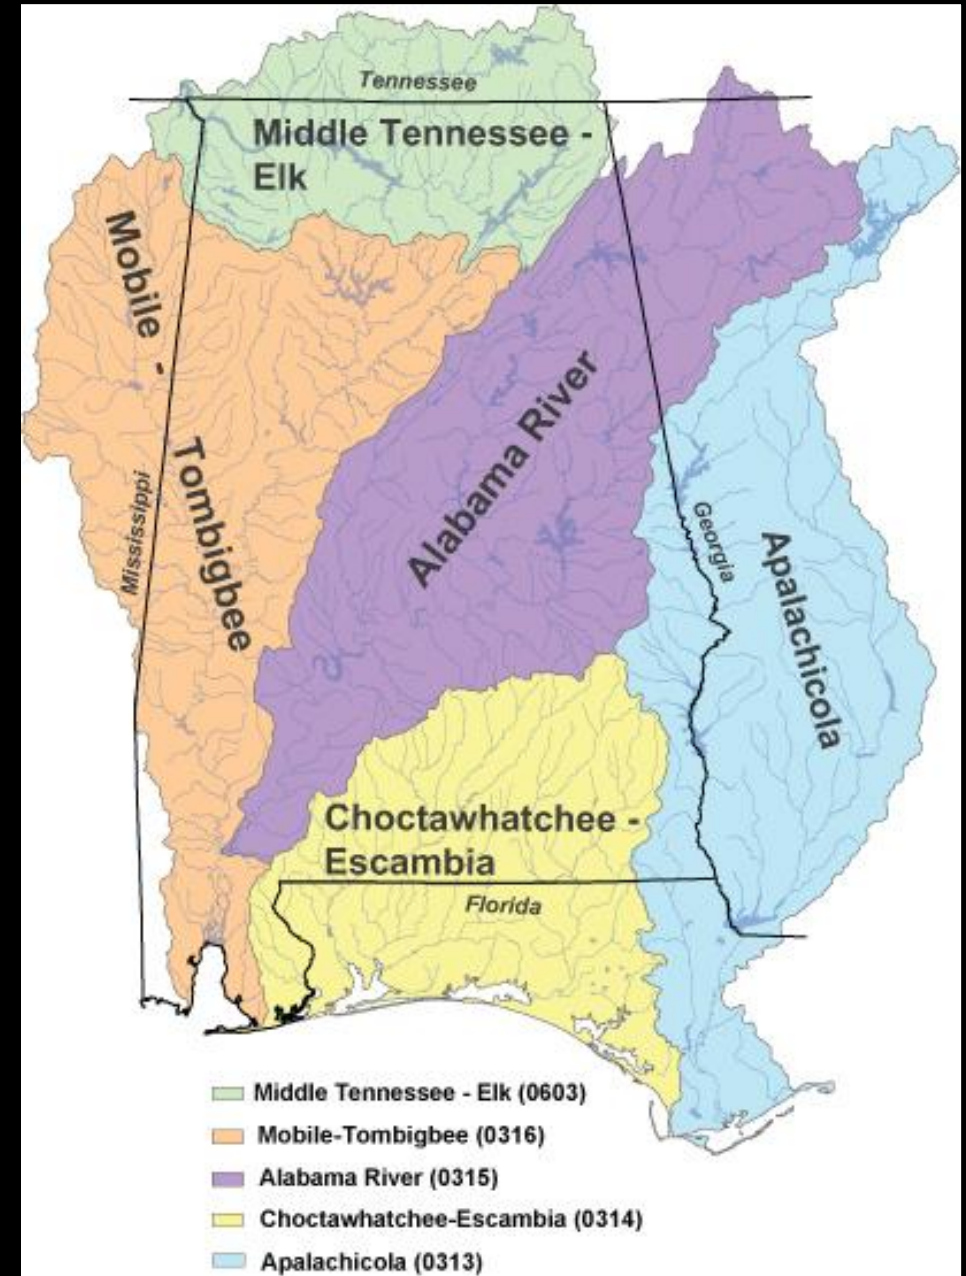 Tennessee
Middle Tennessee -
Elk
Mobile -
Tombigbee
Mississippi
Alabama River
Georgia
Apalachicola
Choctawhatchee -
Escambia
Florida
Middle Tennessee - Elk (0603)
Mobile-Tombigbee (0316)
Alabama River (0315)
Choctawhatchee-Escambia (0314)
Apalachicola (0313)